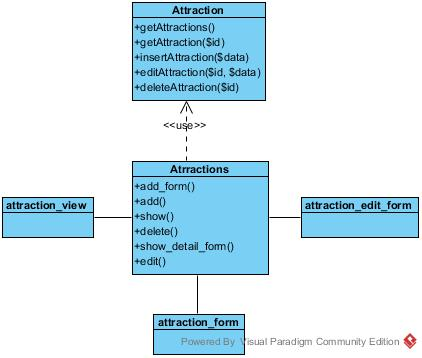 Attraction
+getAttractions()
+getAttraction($id)
+insertAttraction($data)
+editAttraction($id, $data)
+deleteAttraction($id)
<<use>>
Atrractions
+add_form()
+add()
+show()
+delete()
+show_detail_form()
+edit()
attraction_view
attraction_edit_form
attraction_form
Powered By Visual Paradigm Community Edition